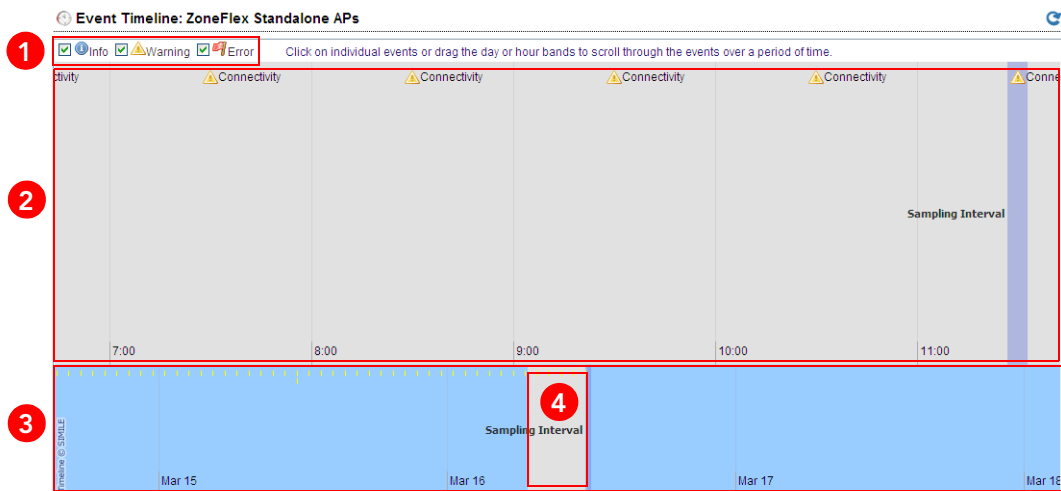 Event Timeline: ZoneFlex Standalone APs
1
Info Warning Error Click on individual events or drag the day or hour bands to scroll through the events over a period of time.
tivity Connectivity Connectivity Connectivity Connectivity Conne
2
Sampling Interval
7:00 8:00 9:00 10:00 11:00
4
3
Sampling Interval
Timeline © SIMILE
Mar 15 Mar 16 Mar 17 Mar 18